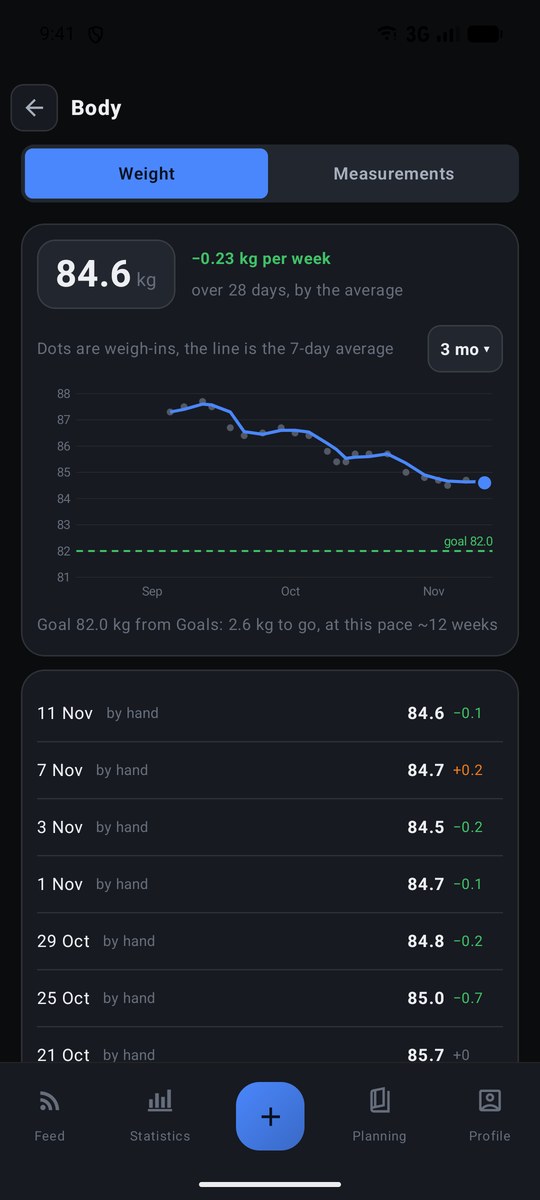 9:41
3G
Body
Weight
Measurements
84.6 kg
−0.23 kg per week
over 28 days, by the average
Dots are weigh-ins, the line is the 7-day average
3 mo ▾
88
87
86
85
84
83
82
81
goal 82.0
Sep
Oct
Nov
Goal 82.0 kg from Goals: 2.6 kg to go, at this pace ~12 weeks
11 Nov by hand 84.6 −0.1
7 Nov by hand 84.7 +0.2
3 Nov by hand 84.5 −0.2
1 Nov by hand 84.7 −0.1
29 Oct by hand 84.8 −0.2
25 Oct by hand 85.0 −0.7
21 Oct by hand 85.7 +0
Feed
Statistics
Planning
Profile